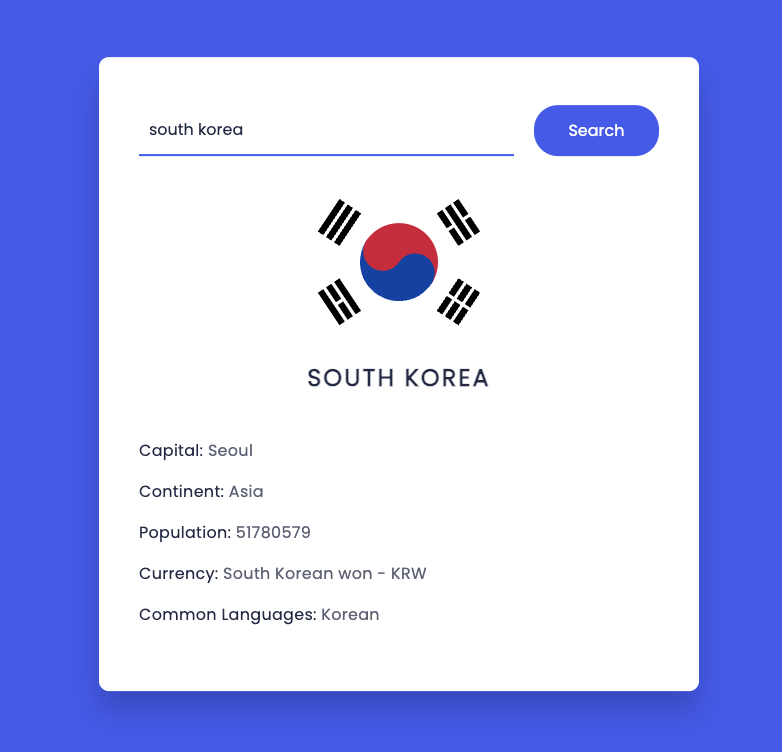 south korea
Search
SOUTH KOREA
Capital: Seoul
Continent: Asia
Population: 51780579
Currency: South Korean won - KRW
Common Languages: Korean